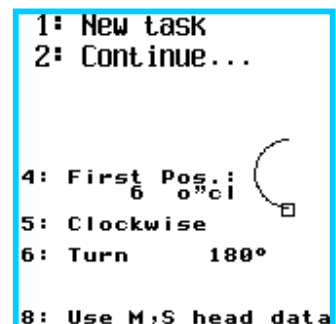 1: New task
2: Continue...
4: First Pos.:
6 o"cl
5: Clockwise
6: Turn 180°
8: Use M,S head data